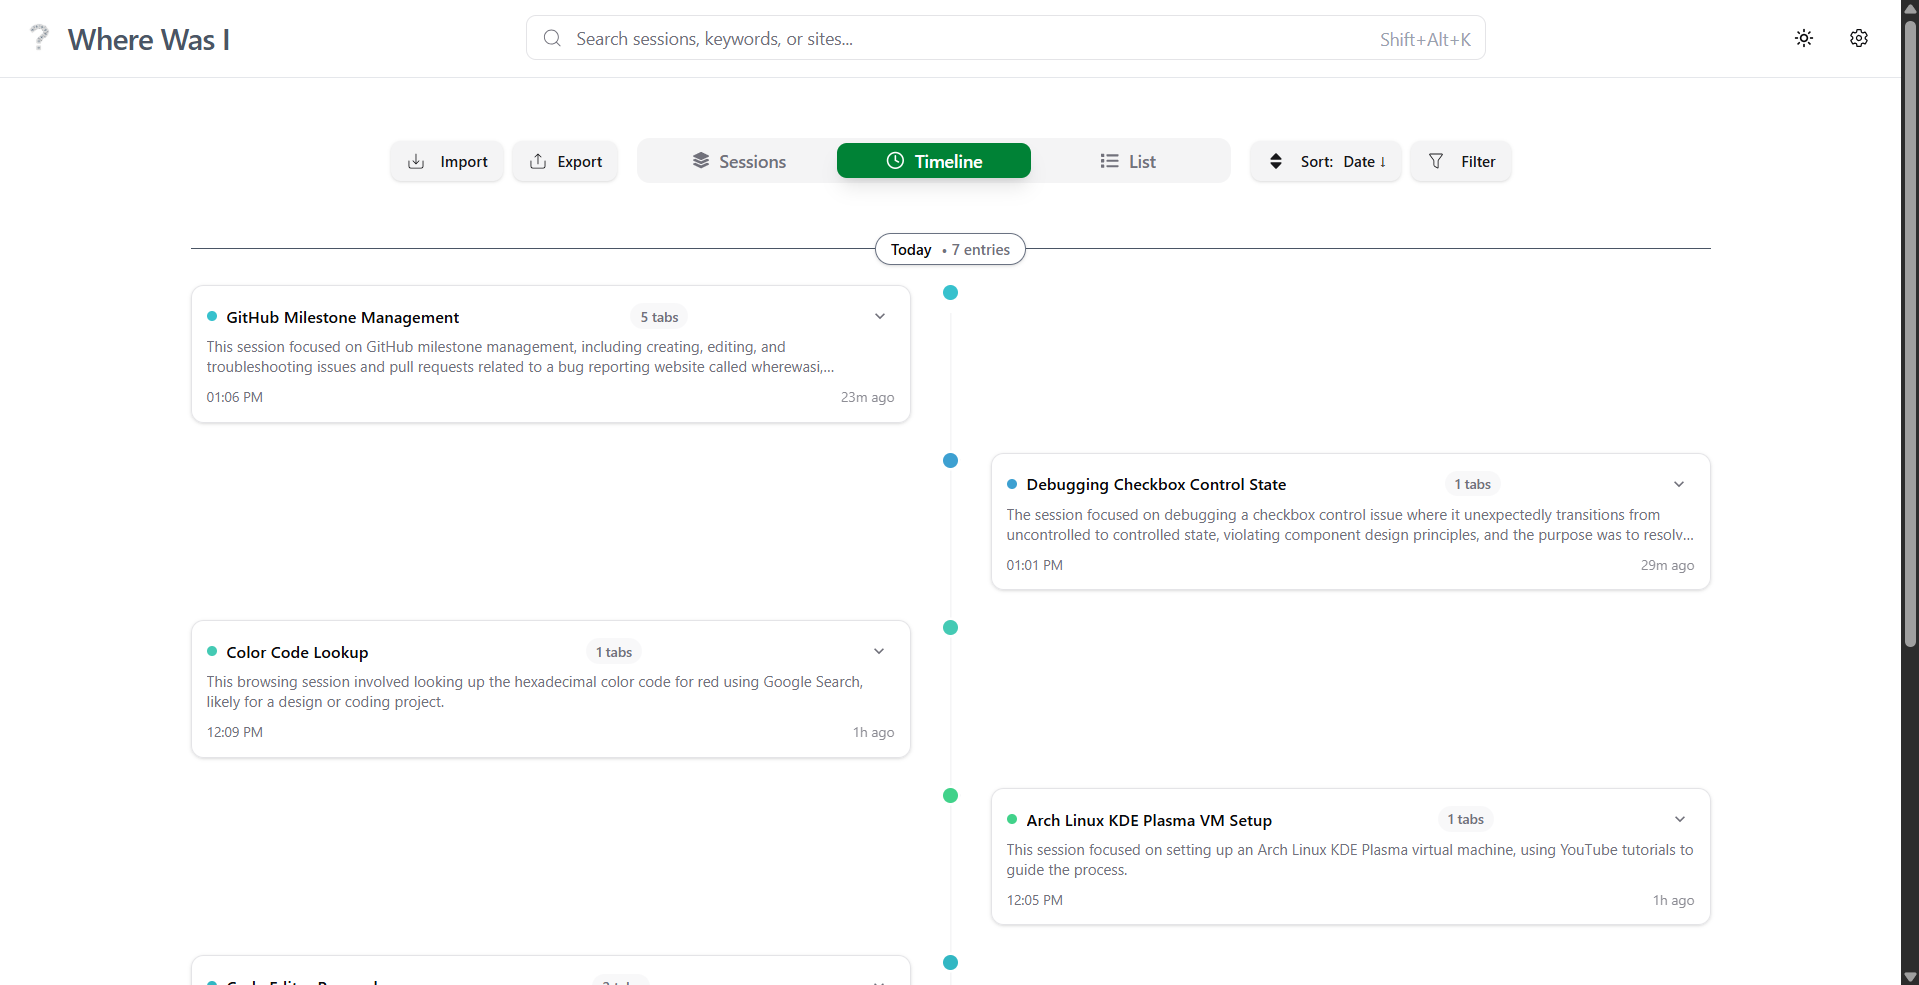 Where Was I
Search sessions, keywords, or sites...
Shift+Alt+K
Import
Export
Sessions
Timeline
List
Sort: Date ↓
Filter
Today • 7 entries
GitHub Milestone Management
5 tabs
This session focused on GitHub milestone management, including creating, editing, and
troubleshooting issues and pull requests related to a bug reporting website called wherewasi,...
01:06 PM
23m ago
Debugging Checkbox Control State
1 tabs
The session focused on debugging a checkbox control issue where it unexpectedly transitions from
uncontrolled to controlled state, violating component design principles, and the purpose was to resolv...
01:01 PM
29m ago
Color Code Lookup
1 tabs
This browsing session involved looking up the hexadecimal color code for red using Google Search,
likely for a design or coding project.
12:09 PM
1h ago
Arch Linux KDE Plasma VM Setup
1 tabs
This session focused on setting up an Arch Linux KDE Plasma virtual machine, using YouTube tutorials to
guide the process.
12:05 PM
1h ago